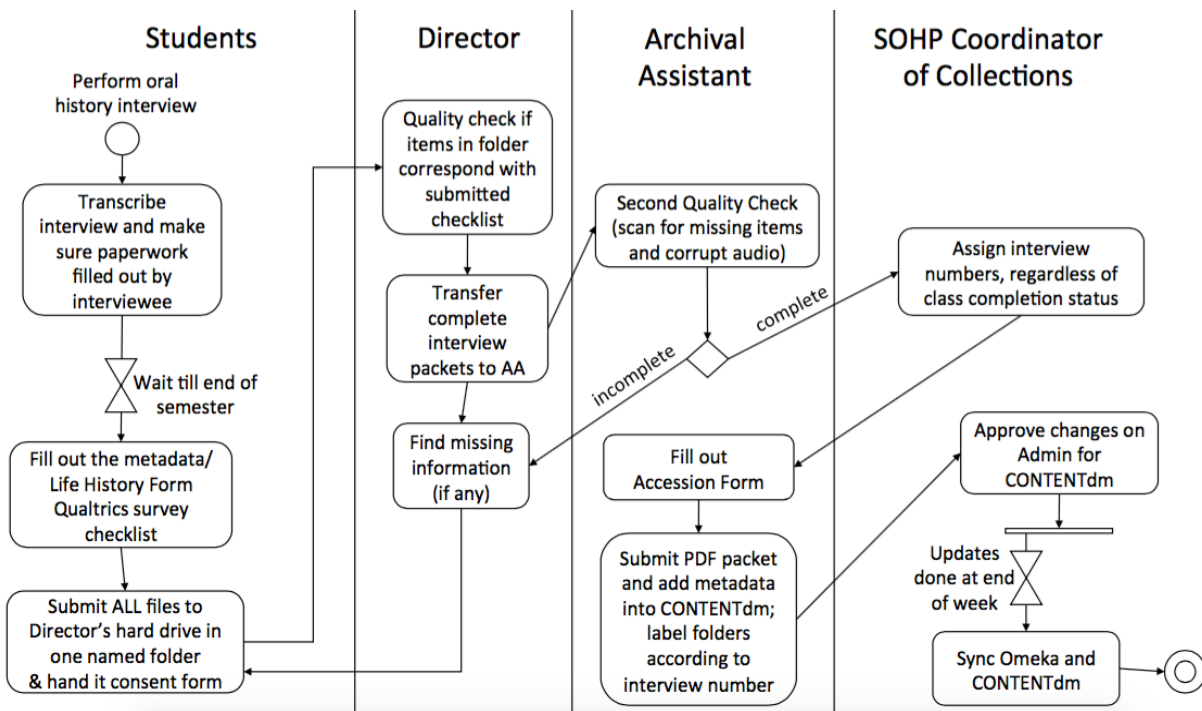 Students
Perform oral
history interview
Transcribe
interview and make
sure paperwork
filled out by
interviewee
Wait till end of
semester
Fill out the metadata/
Life History Form
Qualtrics survey
checklist
Submit ALL files to
Director's hard drive in
one named folder
& hand it consent form
Director
Quality check if
items in folder
correspond with
submitted
checklist
Transfer
complete
interview
packets to AA
Find missing
information
(if any)
Archival
Assistant
Second Quality Check
(scan for missing items
and corrupt audio)
incomplete
complete
Fill out
Accession Form
Submit PDF packet
and add metadata
into CONTENTdm;
label folders
according to
interview number
SOHP Coordinator
of Collections
Assign interview
numbers, regardless of
class completion status
Approve changes on
Admin for
CONTENTdm
Updates
done at end
of week
Sync Omeka and
CONTENTdm